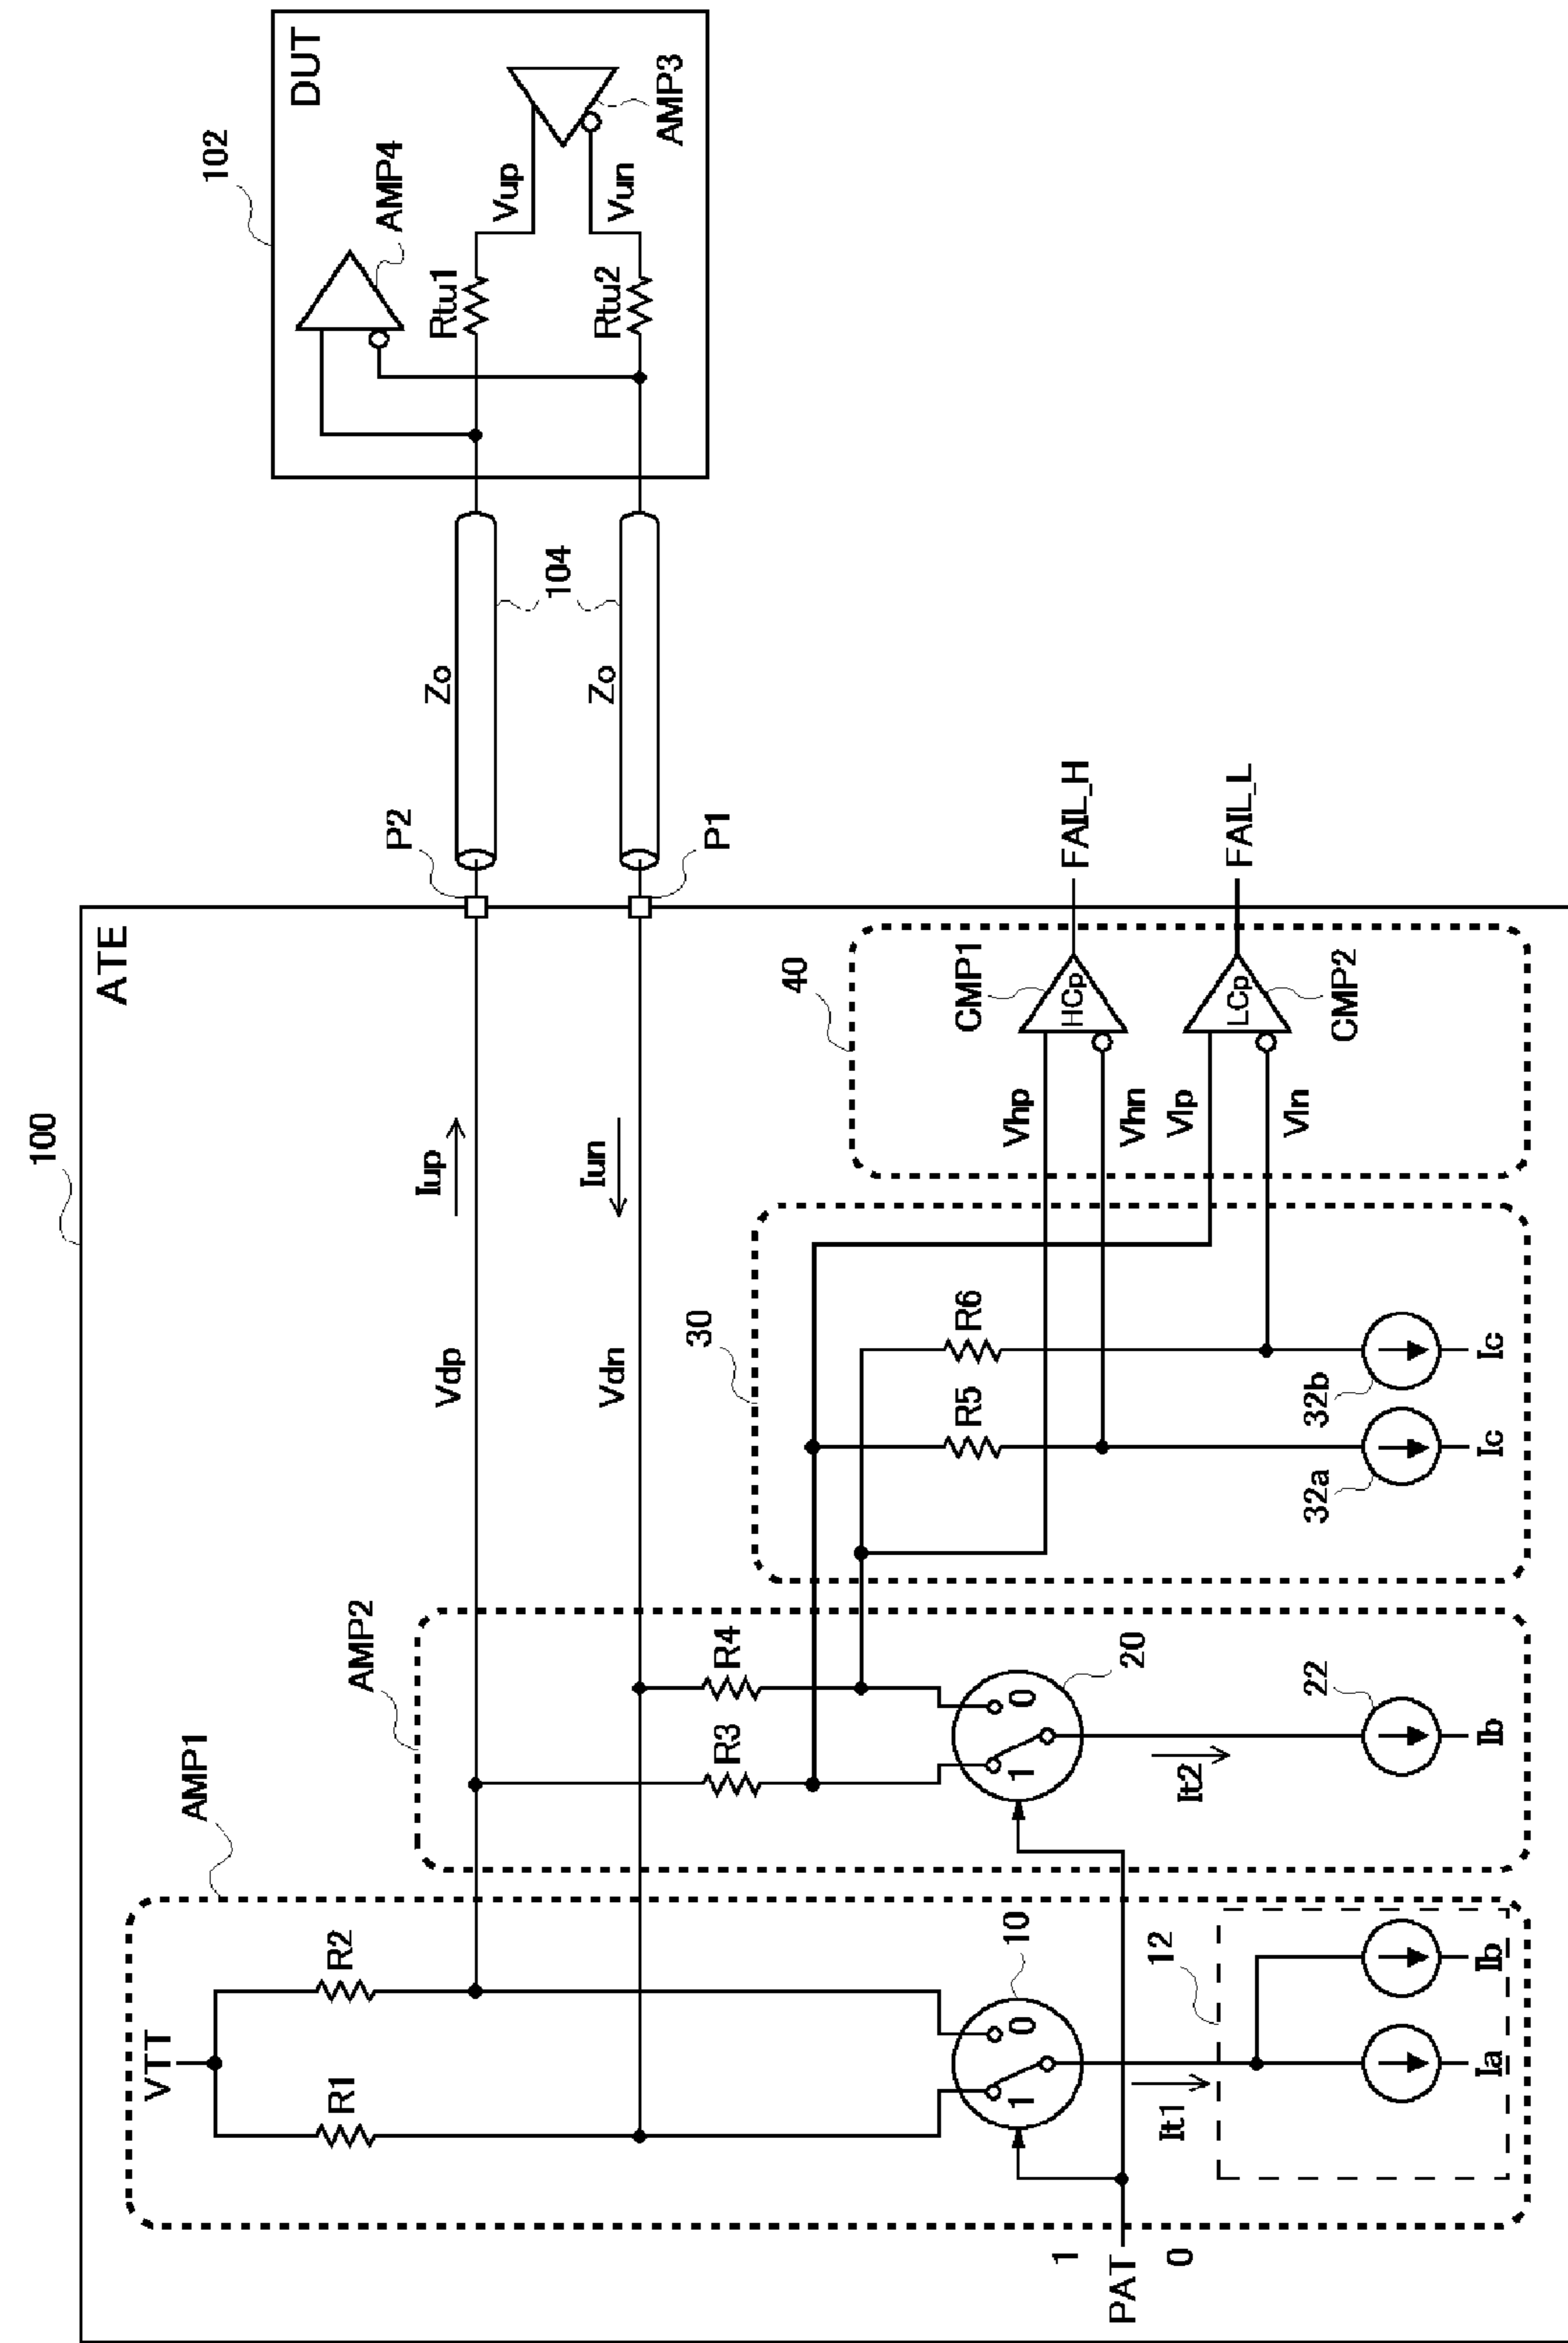 100
ATE
102
DUT
AMP4
AMP3
Vup
Vun
Rtu1
Rtu2
104
Zo
Zo
P2
P1
Iup
Iun
Vdp
Vdn
AMP1
AMP2
VTT
R1
R2
R3
R4
10
1
0
20
1
0
It1
It2
12
Ia
Ib
22
Ib
PAT
1
0
30
R5
R6
32a
32b
Ic
Ic
40
Vhp
Vhn
Vlp
Vln
CMP1
HCp
CMP2
LCp
FAIL_H
FAIL_L